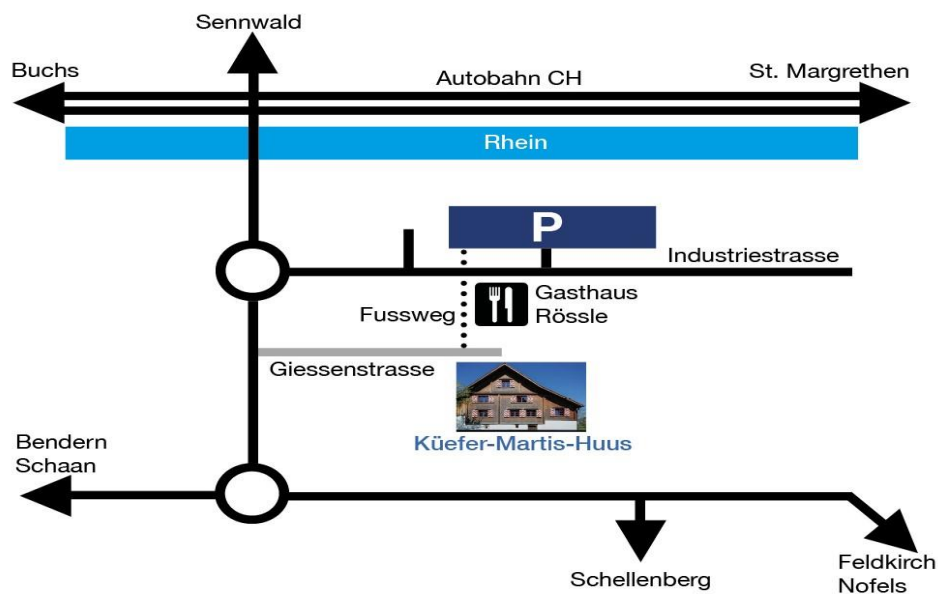 Sennwald
Buchs
Autobahn CH
St. Margrethen
Rhein
P
Industriestrasse
Fussweg
Gasthaus
Rössle
Giessenstrasse
Küefer-Martis-Huus
Bendern
Schaan
Schellenberg
Feldkirch
Nofels